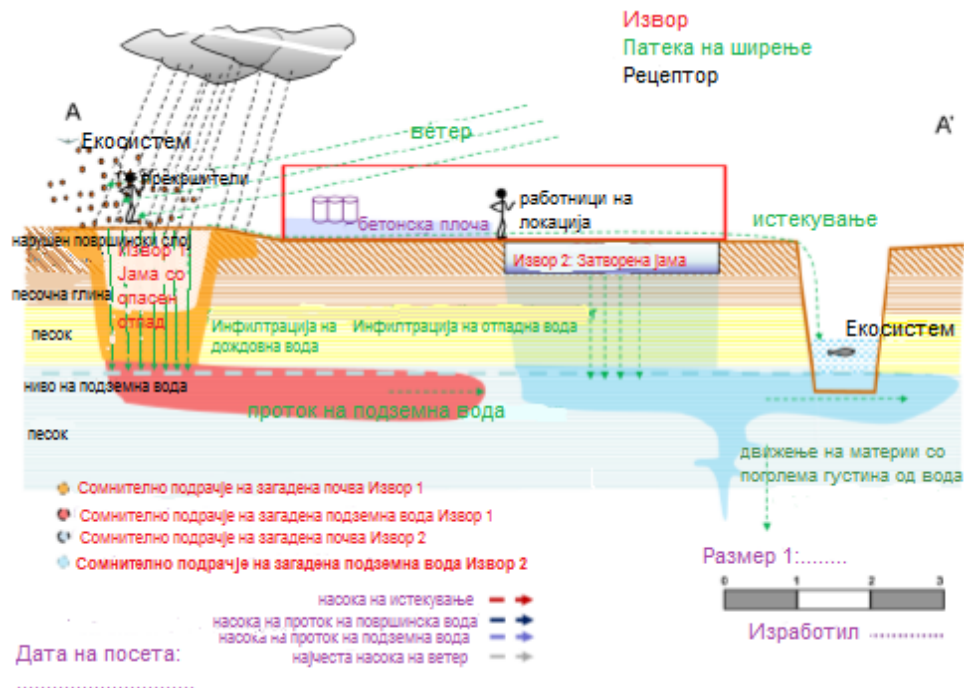 Извор
Патека на ширење
Рецептор
A
A'
Екосистем
ветер
прекршители
работници на
локација
бетонска плоча
истекување
нарушен површински слој
Извор 1
Јама со
опасен
отпад
Извор 2: Затворена јама
песочна глина
песок
Инфилтрација на
дождовна вода
Инфилтрација на отпадна вода
Екосистем
ниво на подземна вода
проток на подземна вода
песок
движење на материи со
поголема густина од вода
Сомнително подрачје на загадена почва Извор 1
Сомнително подрачје на загадена подземна вода Извор 1
Сомнително подрачје на загадена почва Извор 2
Сомнително подрачје на загадена подземна вода Извор 2
Размер 1:.........
0 1 2 3
Изработил ..............
насока на истекување
насока на проток на површинска вода
насока на проток на подземна вода
најчеста насока на ветер
Дата на посета:
.................................